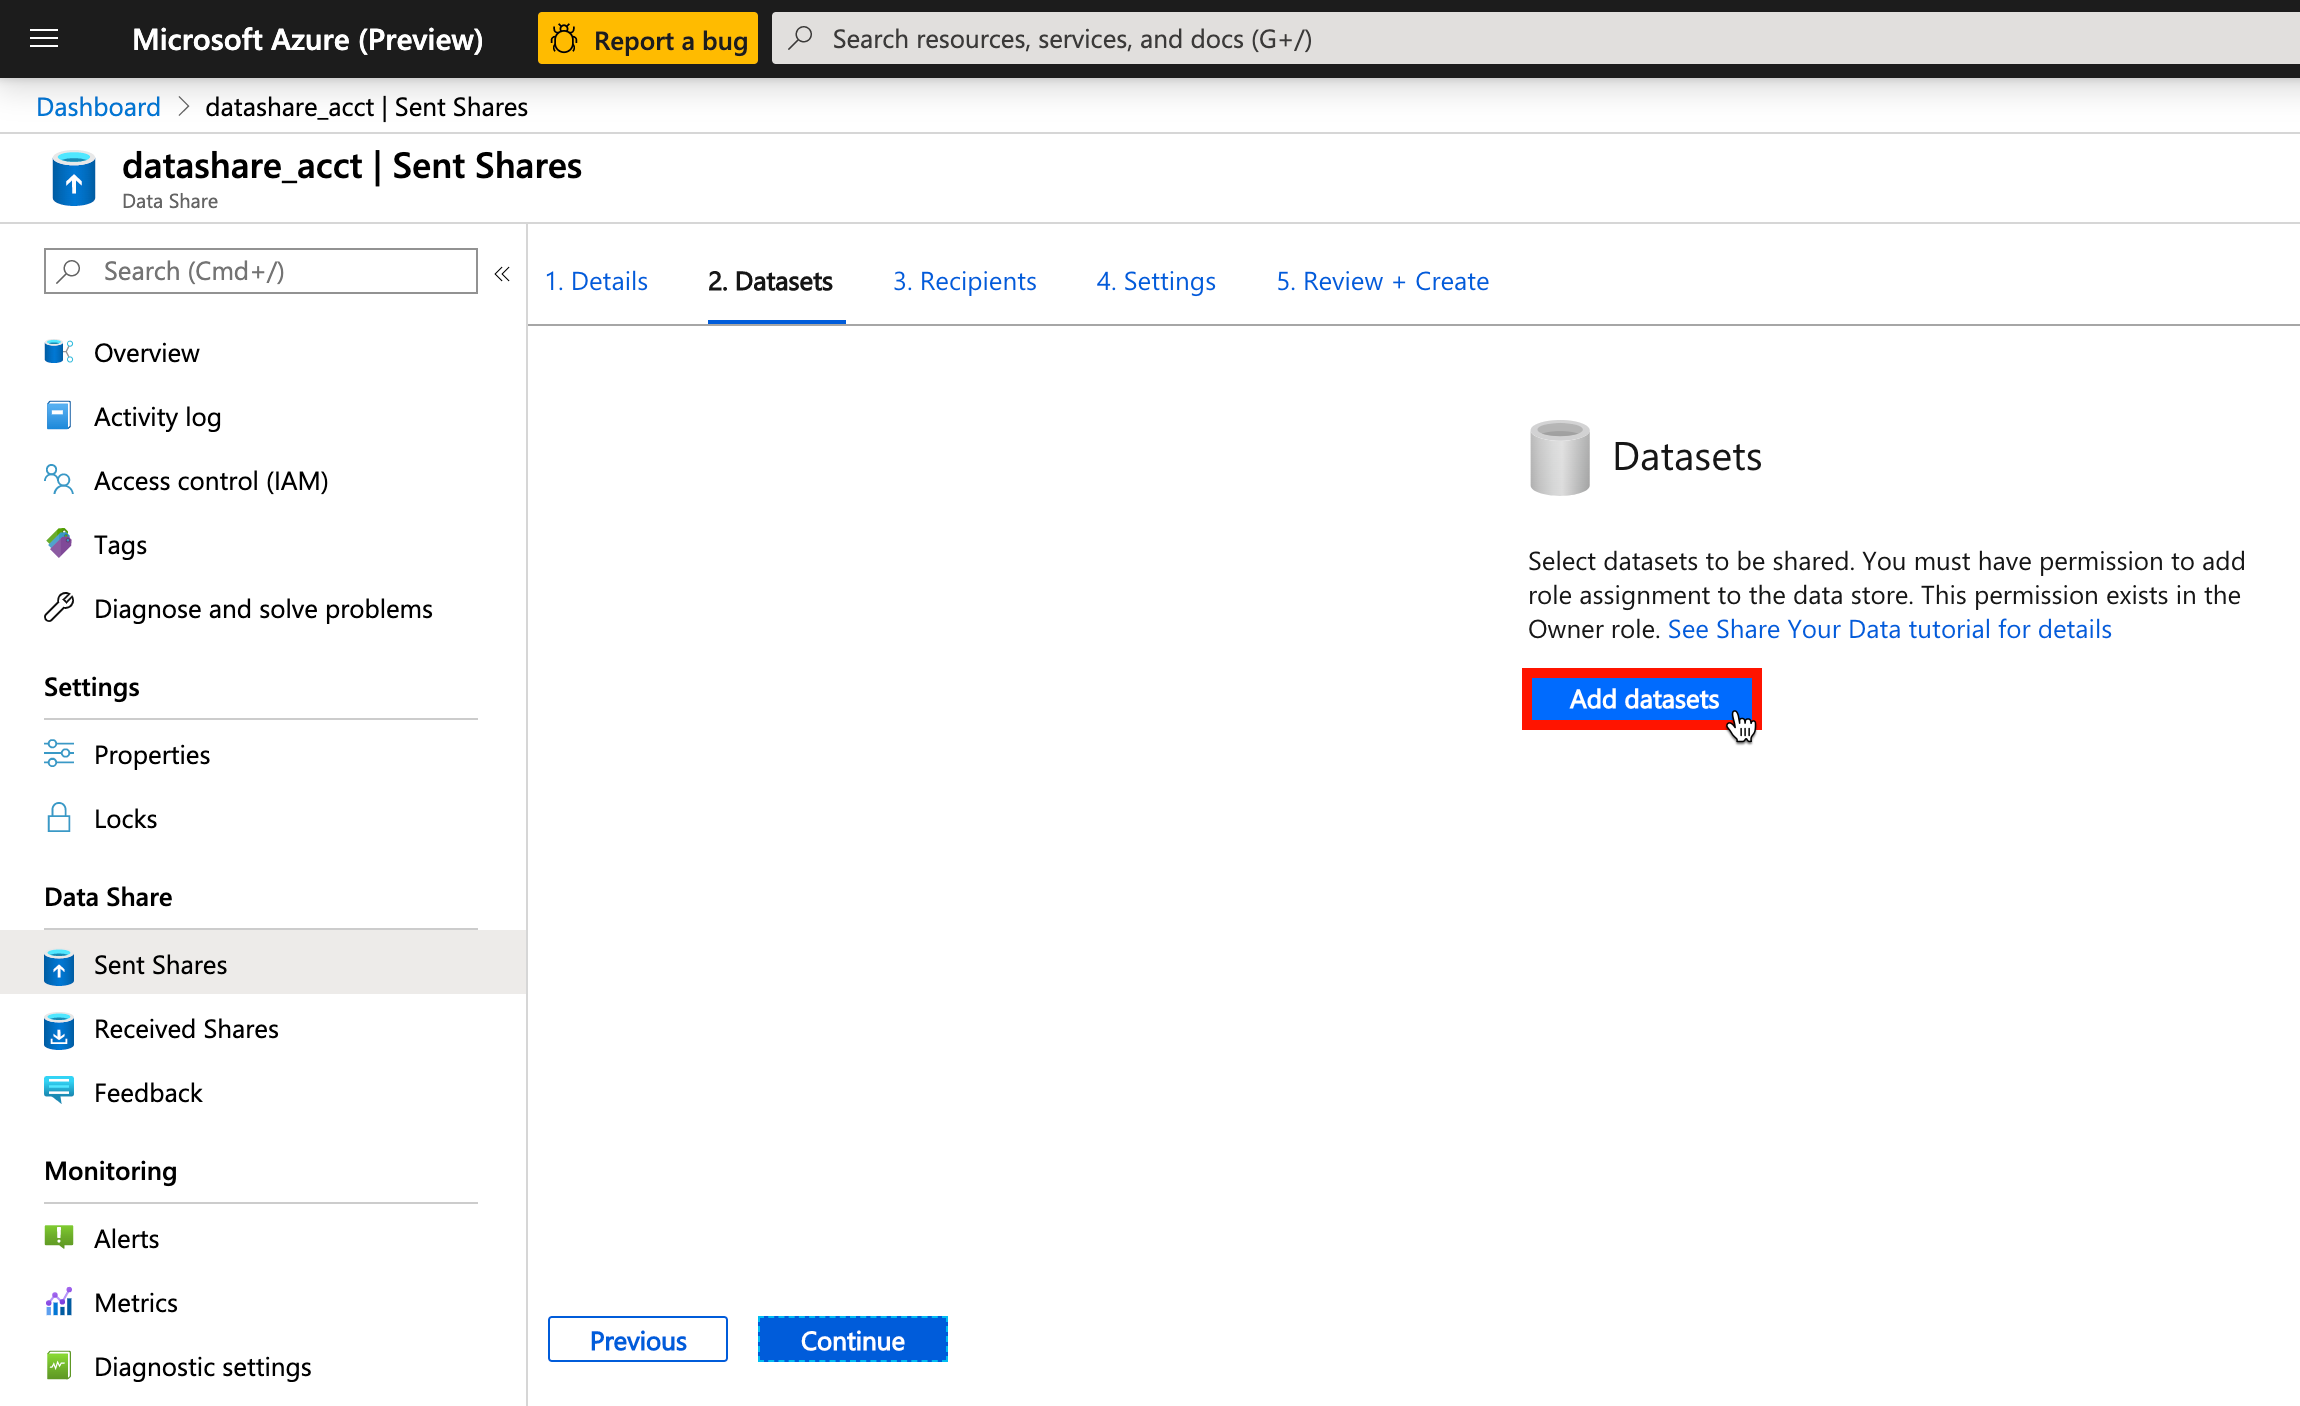 Microsoft Azure (Preview)
Report a bug
Search resources, services, and docs (G+/)
Dashboard > datashare_acct | Sent Shares
datashare_acct | Sent Shares
Data Share
Search (Cmd+/)
«
Overview
Activity log
Access control (IAM)
Tags
Diagnose and solve problems
Settings
Properties
Locks
Data Share
Sent Shares
Received Shares
Feedback
Monitoring
Alerts
Metrics
Diagnostic settings
1. Details
2. Datasets
3. Recipients
4. Settings
5. Review + Create
Datasets
Select datasets to be shared. You must have permission to add
role assignment to the data store. This permission exists in the
Owner role. See Share Your Data tutorial for details
Add datasets
Previous
Continue